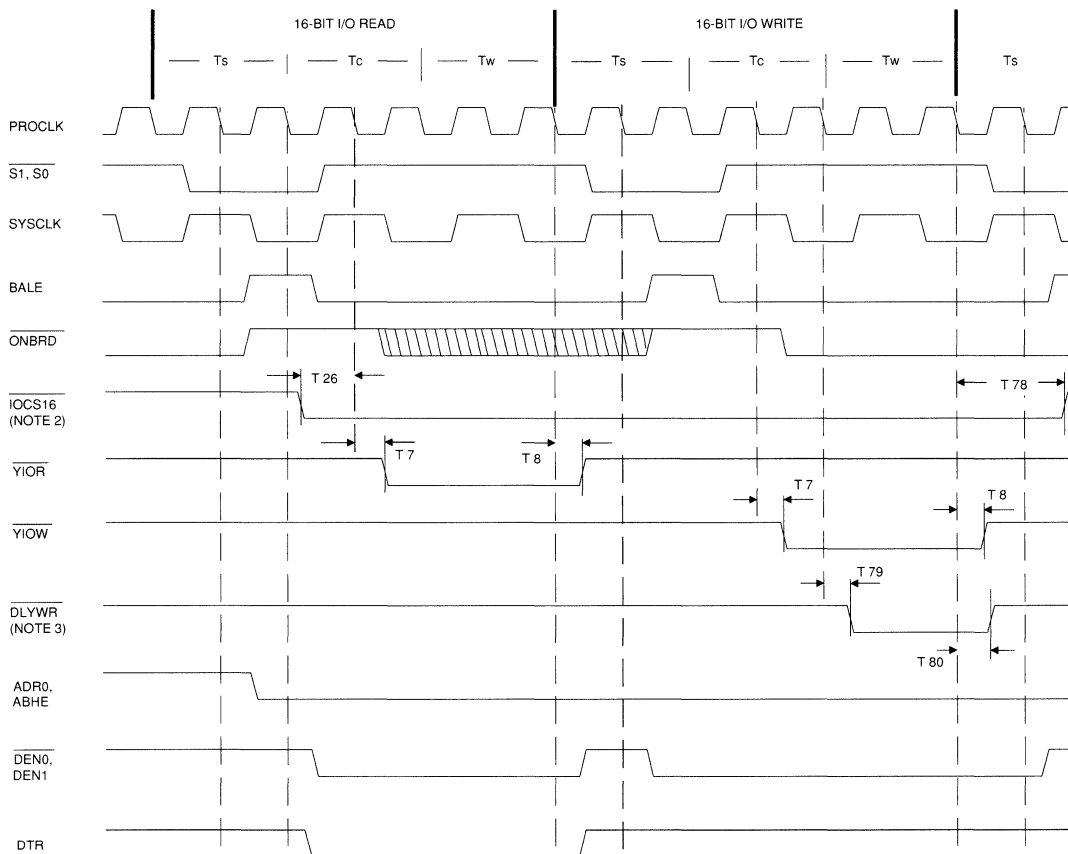 16-BIT I/O READ 16-BIT I/O WRITE
Ts Tc Tw Ts Tc Tw Ts
PROCLK
S1, S0
SYSCLK
BALE
ONBRD
T 26
T 78
IOCS16
(NOTE 2)
T 7 T 8
YIOR
T 7 T 8
YIOW
T 79
DLYWR
(NOTE 3)
T 80
ADR0,
ABHE
DEN0,
DEN1
DTR